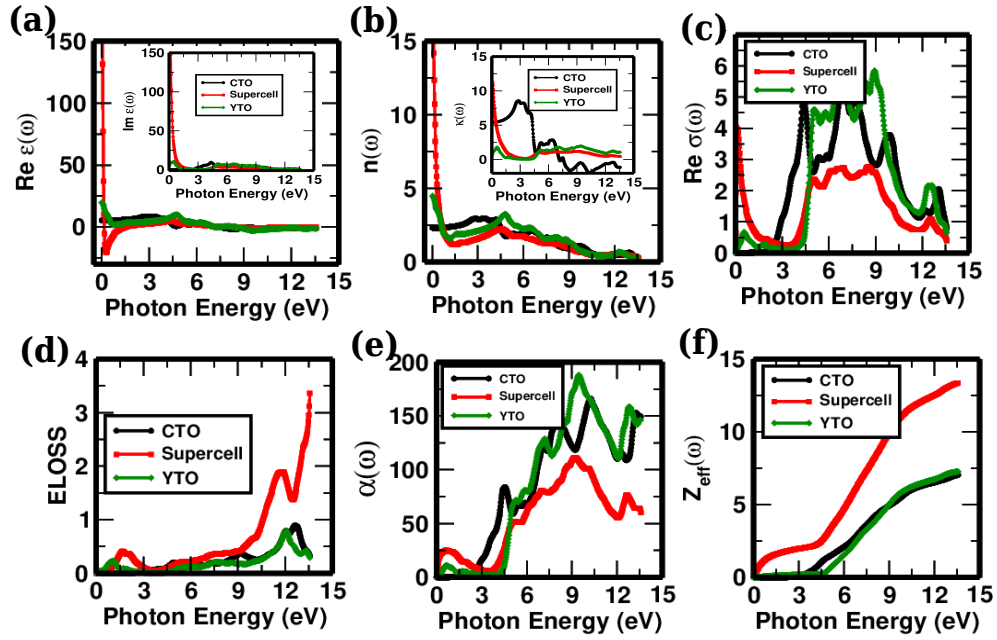 (a)
150
100
50
0
Re ε(ω)
0 3 6 9 12 15
Photon Energy (eV)
150
100
50
0
Im ε(ω)
CTO
Supercell
YTO
0 3 6 9 12 15
Photon Energy (eV)
(b)
15
10
5
0
n(ω)
0 3 6 9 12 15
Photon Energy (eV)
15
10
5
0
κ(ω)
CTO
Supercell
YTO
0 3 6 9 12 15
Photon Energy (eV)
(c)
7
6
5
4
3
2
1
0
Re σ(ω)
CTO
Supercell
YTO
0 3 6 9 12 15
Photon Energy (eV)
(d)
4
3
2
1
0
ELOSS
CTO
Supercell
YTO
0 3 6 9 12 15
Photon Energy (eV)
(e)
200
150
100
50
0
α(ω)
CTO
Supercell
YTO
0 3 6 9 12 15
Photon Energy (eV)
(f)
15
10
5
0
Zeff(ω)
CTO
Supercell
YTO
0 3 6 9 12 15
Photon Energy (eV)